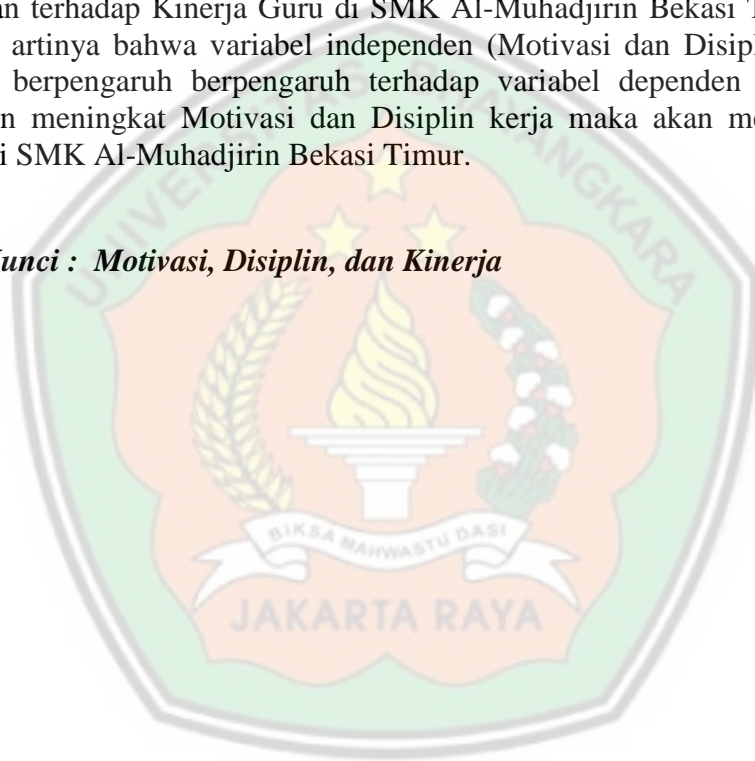 an terhadap Kinerja Guru di SMK Al-Muhadjirin Bekasi T
artinya bahwa variabel independen (Motivasi dan Disipl
berpengaruh berpengaruh terhadap variabel dependen
n meningkat Motivasi dan Disiplin kerja maka akan me
i SMK Al-Muhadjirin Bekasi Timur.
unci : Motivasi, Disiplin, dan Kinerja
UNIVERSITAS BHAYANGKARA
BIKSA MAHWASTU DASI
JAKARTA RAYA